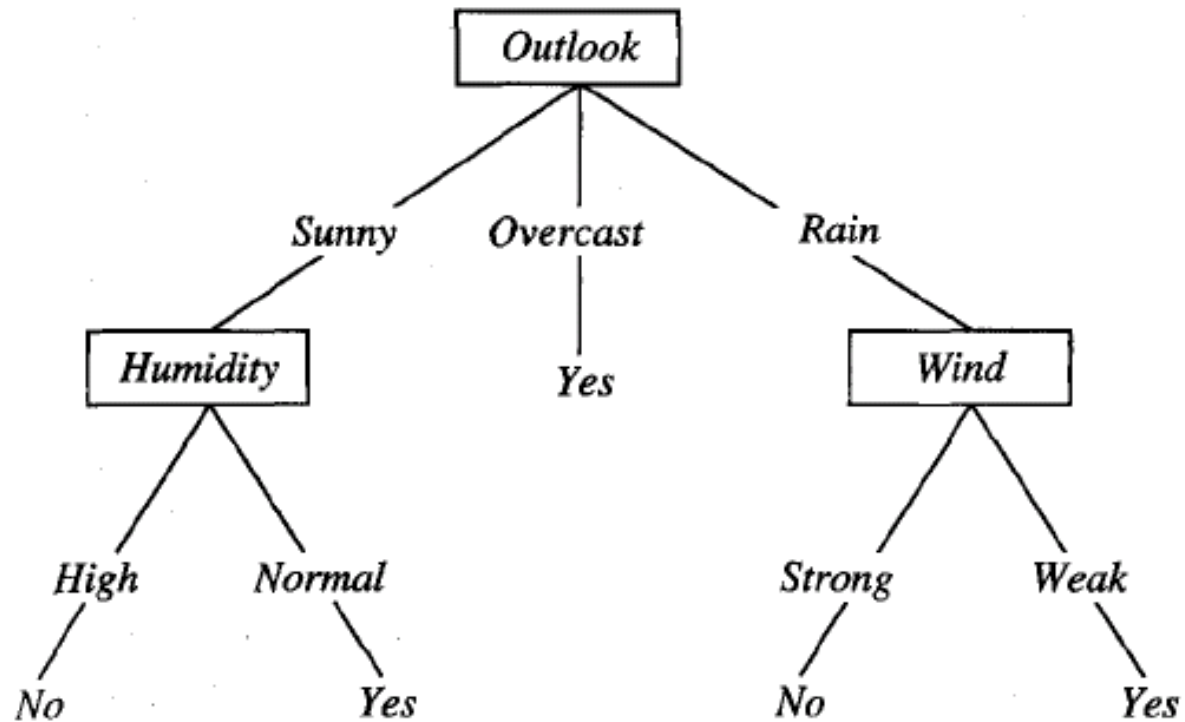 Outlook
Sunny Overcast Rain
Humidity Yes Wind
High Normal Strong Weak
No Yes No Yes